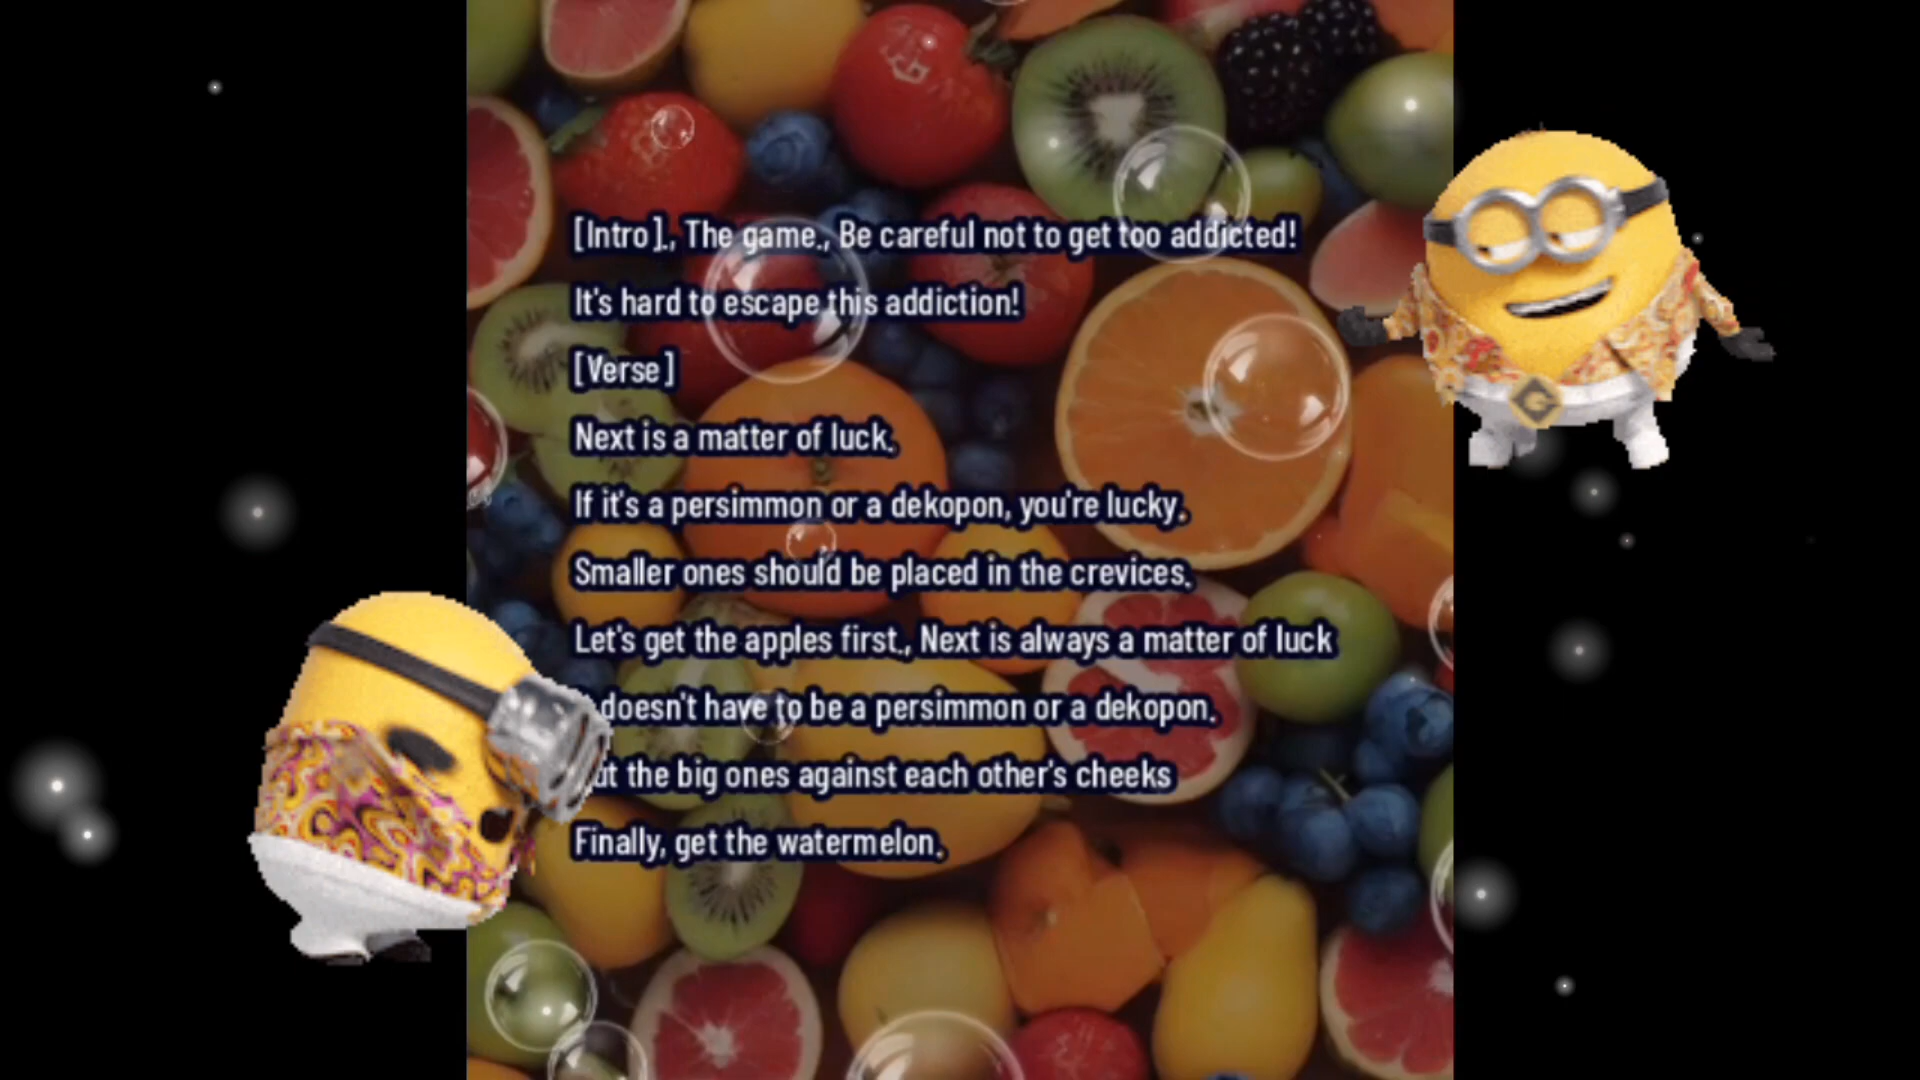 [Intro]., The game., Be careful not to get too addicted!
It's hard to escape this addiction!
[Verse]
Next is a matter of luck.
If it's a persimmon or a dekopon, you're lucky.
Smaller ones should be placed in the crevices.
Let's get the apples first., Next is always a matter of luck
doesn't have to be a persimmon or a dekopon.
the big ones against each other's cheeks
Finally, get the watermelon.